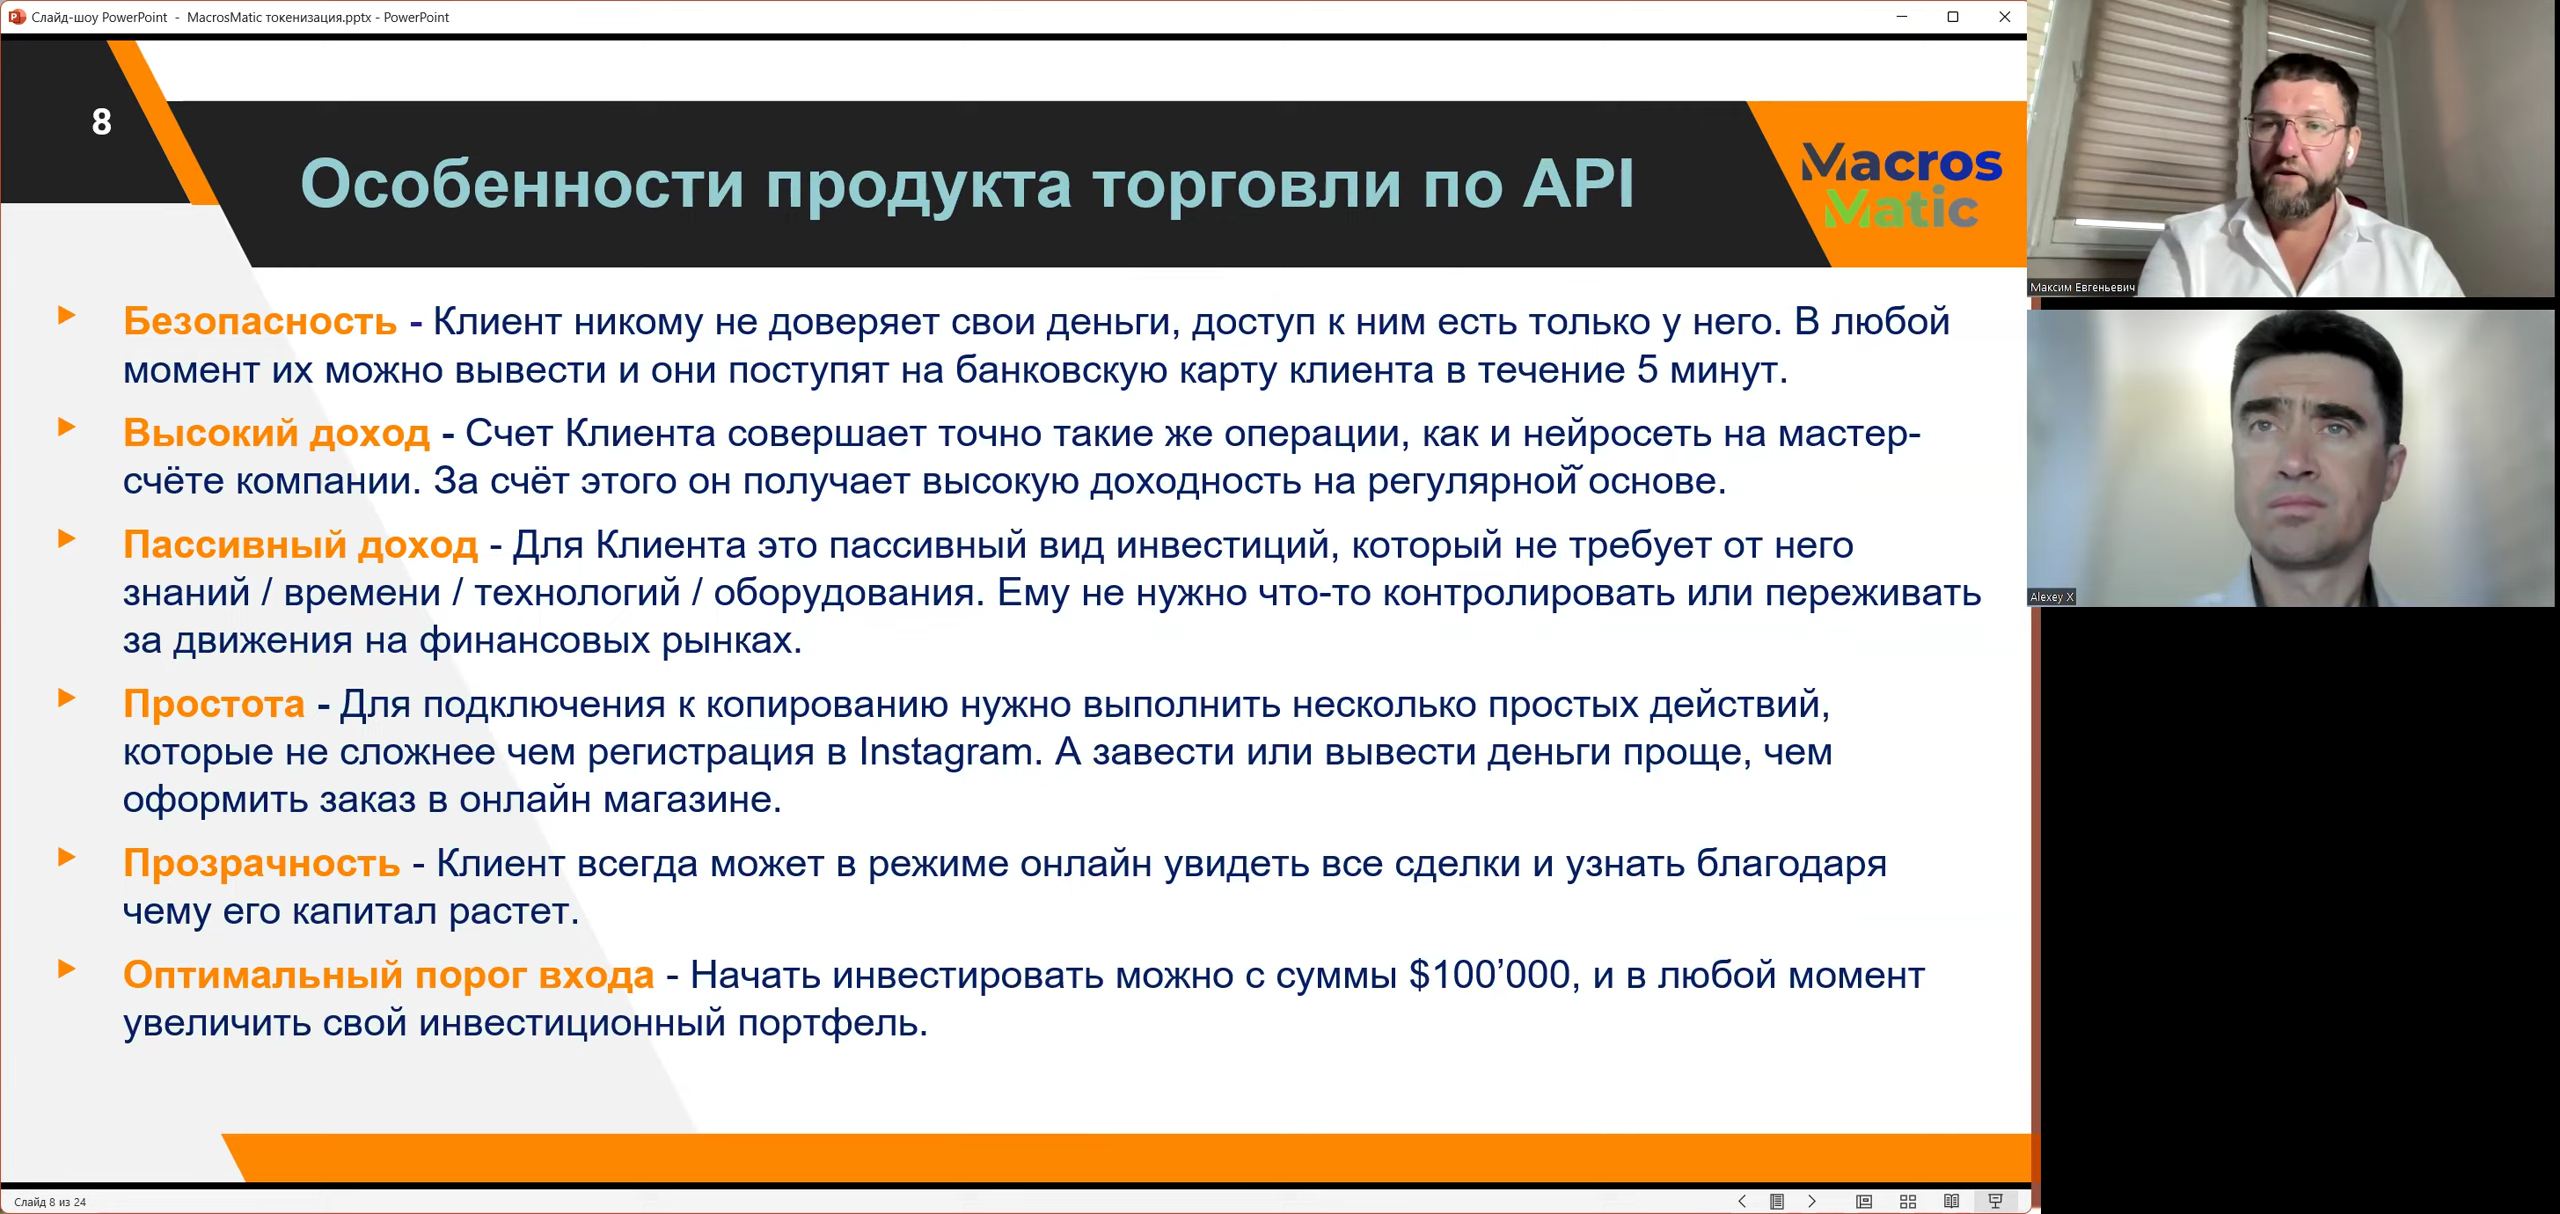 Слайд-шоу PowerPoint - MacrosMatic токенизация.pptx - PowerPoint
8
Особенности продукта торговли по API
Macros
Matic
Безопасность - Клиент никому не доверяет свои деньги, доступ к ним есть только у него. В любой
момент их можно вывести и они поступят на банковскую карту клиента в течение 5 минут.
Высокий доход - Счет Клиента совершает точно такие же операции, как и нейросеть на мастер-
счёте компании. За счёт этого он получает высокую доходность на регулярной̆ основе.
Пассивный доход - Для Клиента это пассивный вид инвестиций, который не требует от него
знаний / времени / технологий / оборудования. Ему не нужно что-то контролировать или переживать
за движения на финансовых рынках.
Простота - Для подключения к копированию нужно выполнить несколько простых действий,
которые не сложнее чем регистрация в Instagram. А завести или вывести деньги проще, чем
оформить заказ в онлайн магазине.
Прозрачность - Клиент всегда может в режиме онлайн увидеть все сделки и узнать благодаря
чему его капитал растет.
Оптимальный порог входа - Начать инвестировать можно с суммы $100’000, и в любой момент
увеличить свой инвестиционный портфель.
Слайд 8 из 24
Максим Евгеньевич
Alexey X